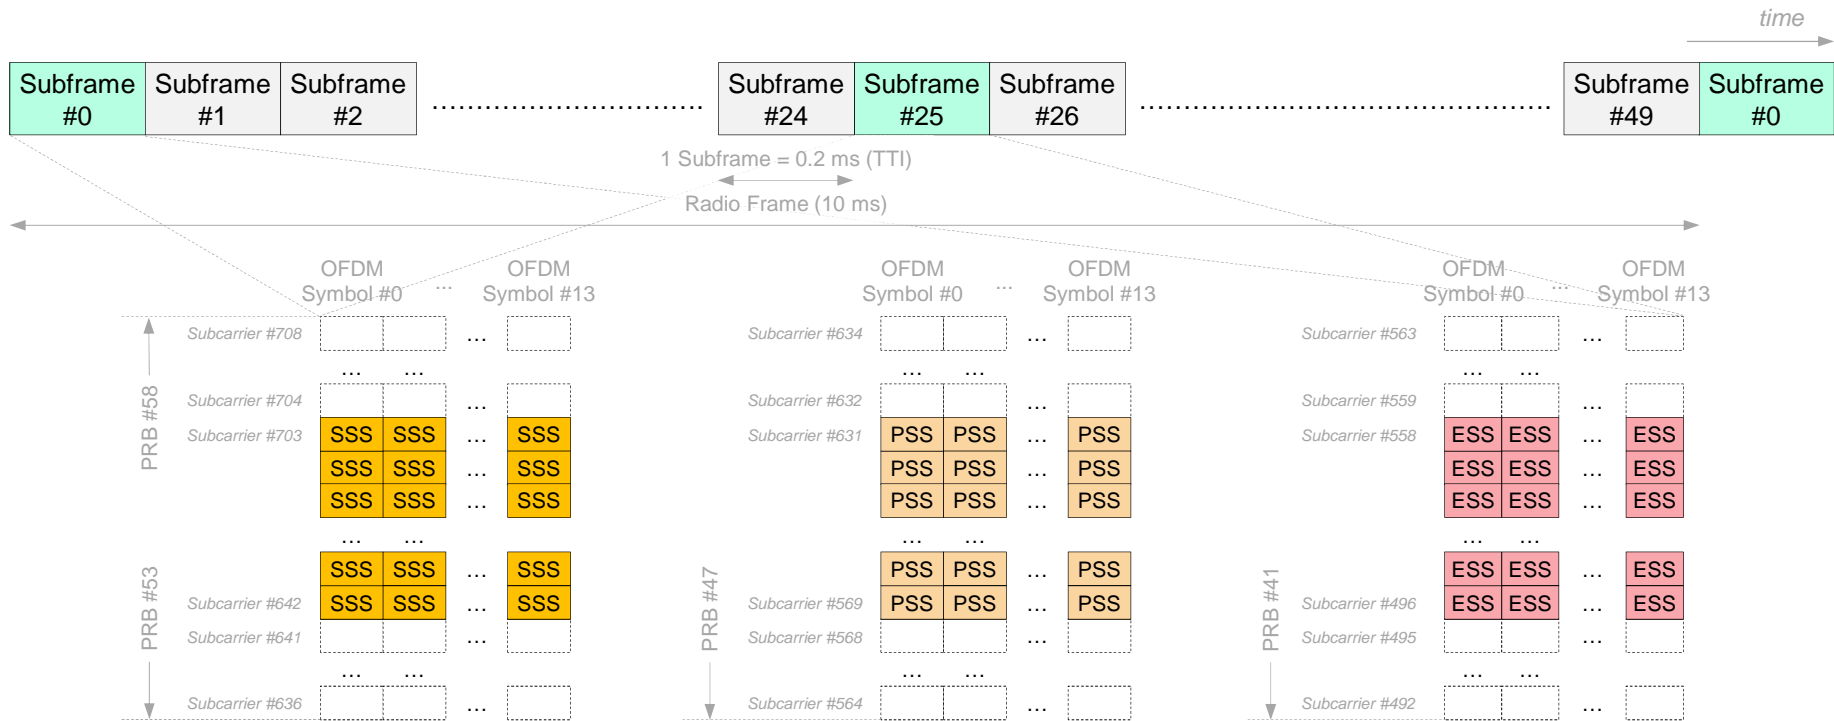 time
Subframe #0
Subframe #1
Subframe #2
................................
Subframe #24
Subframe #25
Subframe #26
................................................
Subframe #49
Subframe #0
1 Subframe = 0.2 ms (TTI)
Radio Frame (10 ms)
OFDM Symbol #0 ... OFDM Symbol #13
OFDM Symbol #0 ... OFDM Symbol #13
OFDM Symbol #0 ... OFDM Symbol #13
PRB #58
PRB #53
Subcarrier #708 ...
... ...
Subcarrier #704 ...
Subcarrier #703 SSS SSS ... SSS
SSS SSS ... SSS
SSS SSS ... SSS
... ...
SSS SSS ... SSS
Subcarrier #642 SSS SSS ... SSS
Subcarrier #641 ...
... ...
Subcarrier #636 ...
PRB #47
Subcarrier #634 ...
... ...
Subcarrier #632 ...
Subcarrier #631 PSS PSS ... PSS
PSS PSS ... PSS
PSS PSS ... PSS
... ...
PSS PSS ... PSS
Subcarrier #569 PSS PSS ... PSS
Subcarrier #568 ...
... ...
Subcarrier #564 ...
PRB #41
Subcarrier #563 ...
... ...
Subcarrier #559 ...
Subcarrier #558 ESS ESS ... ESS
ESS ESS ... ESS
ESS ESS ... ESS
... ...
ESS ESS ... ESS
Subcarrier #496 ESS ESS ... ESS
Subcarrier #495 ...
... ...
Subcarrier #492 ...